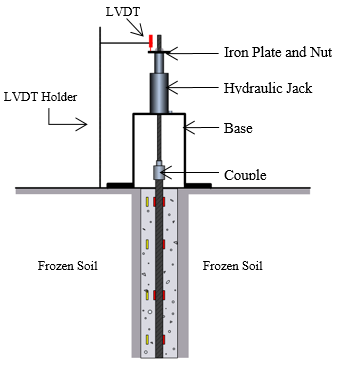 LVDT
Iron Plate and Nut
Hydraulic Jack
LVDT Holder
Base
Couple
Frozen Soil
Frozen Soil